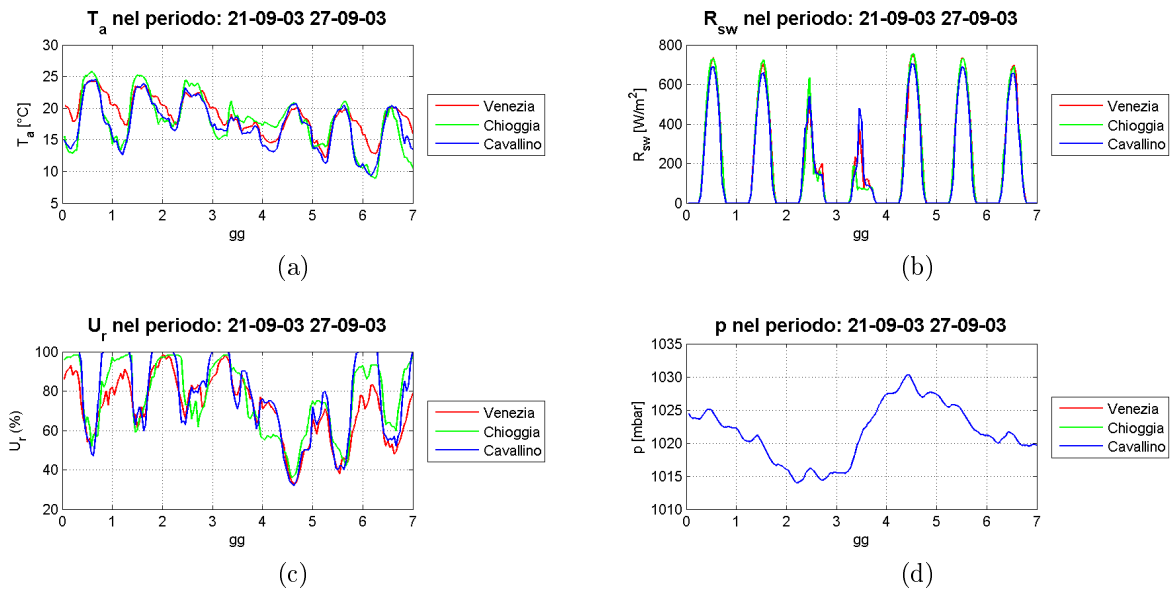 T_a nel periodo: 21-09-03 27-09-03
T_a [°C]
30
25
20
15
10
5
0 1 2 3 4 5 6 7
gg
Venezia
Chioggia
Cavallino
(a)
R_sw nel periodo: 21-09-03 27-09-03
R_sw [W/m²]
800
600
400
200
0
0 1 2 3 4 5 6 7
gg
Venezia
Chioggia
Cavallino
(b)
U_r nel periodo: 21-09-03 27-09-03
U_r (%)
100
80
60
40
20
0 1 2 3 4 5 6 7
gg
Venezia
Chioggia
Cavallino
(c)
p nel periodo: 21-09-03 27-09-03
p [mbar]
1035
1030
1025
1020
1015
1010
0 1 2 3 4 5 6 7
gg
Venezia
Chioggia
Cavallino
(d)